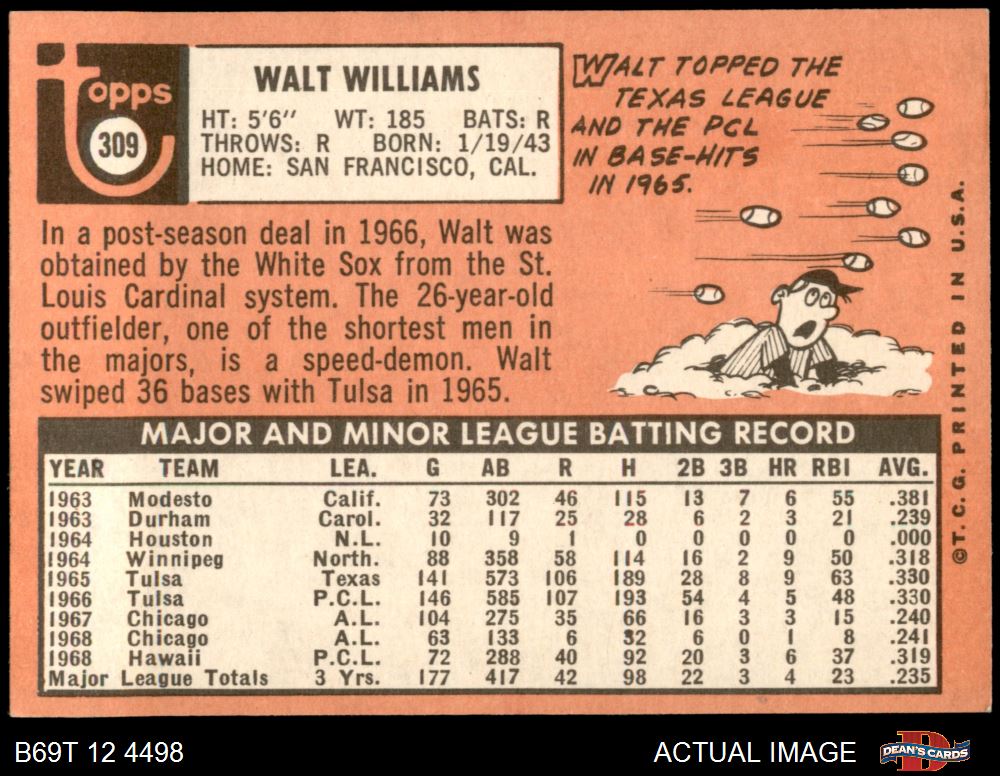 Topps
309
WALT WILLIAMS
HT: 5'6" WT: 185 BATS: R
THROWS: R BORN: 1/19/43
HOME: SAN FRANCISCO, CAL.
WALT TOPPED THE
TEXAS LEAGUE
AND THE PCL
IN BASE-HITS
IN 1965.
In a post-season deal in 1966, Walt was
obtained by the White Sox from the St.
Louis Cardinal system. The 26-year-old
outfielder, one of the shortest men in
the majors, is a speed-demon. Walt
swiped 36 bases with Tulsa in 1965.
MAJOR AND MINOR LEAGUE BATTING RECORD
YEAR TEAM LEA. G AB R H 2B 3B HR RBI AVG.
1963 Modesto Calif. 73 302 46 115 13 7 6 55 .381
1963 Durham Carol. 32 117 25 28 6 2 3 21 .239
1964 Houston N.L. 10 9 1 0 0 0 0 0 .000
1964 Winnipeg North. 88 358 58 114 16 2 9 50 .318
1965 Tulsa Texas 141 573 106 189 28 8 9 63 .330
1966 Tulsa P.C.L. 146 585 107 193 54 4 5 48 .330
1967 Chicago A.L. 104 275 35 66 16 3 3 15 .240
1968 Chicago A.L. 63 133 6 32 6 0 1 8 .241
1968 Hawaii P.C.L. 72 288 40 92 20 3 6 37 .319
Major League Totals 3 Yrs. 177 417 42 98 22 3 4 23 .235
©T.C.G. PRINTED IN U.S.A.
B69T 12 4498
ACTUAL IMAGE
DEAN'S CARDS